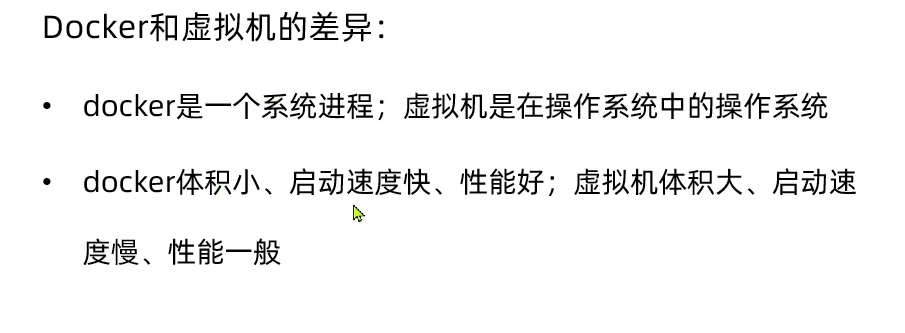 Docker和虚拟机的差异：
• docker是一个系统进程；虚拟机是在操作系统中的操作系统
• docker体积小、启动速度快、性能好；虚拟机体积大、启动速
度慢、性能一般